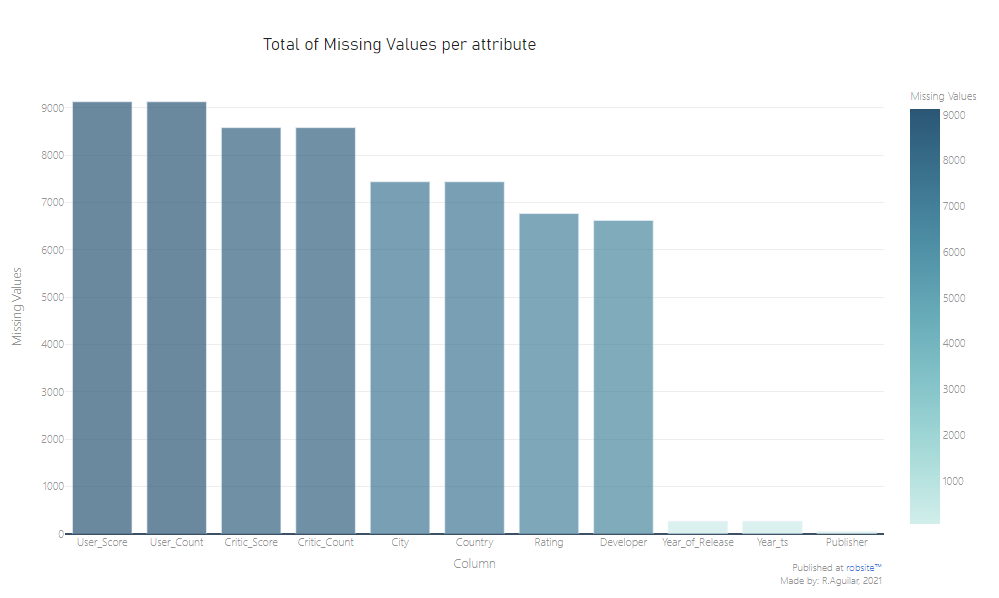 Total of Missing Values per attribute
Missing Values
9000
8000
7000
6000
5000
4000
3000
2000
1000
0
User_Score User_Count Critic_Score Critic_Count City Country Rating Developer Year_of_Release Year_ts Publisher
Column
Missing Values
9000
8000
7000
6000
5000
4000
3000
2000
1000
Published at robsite™
Made by: R.Aguilar, 2021